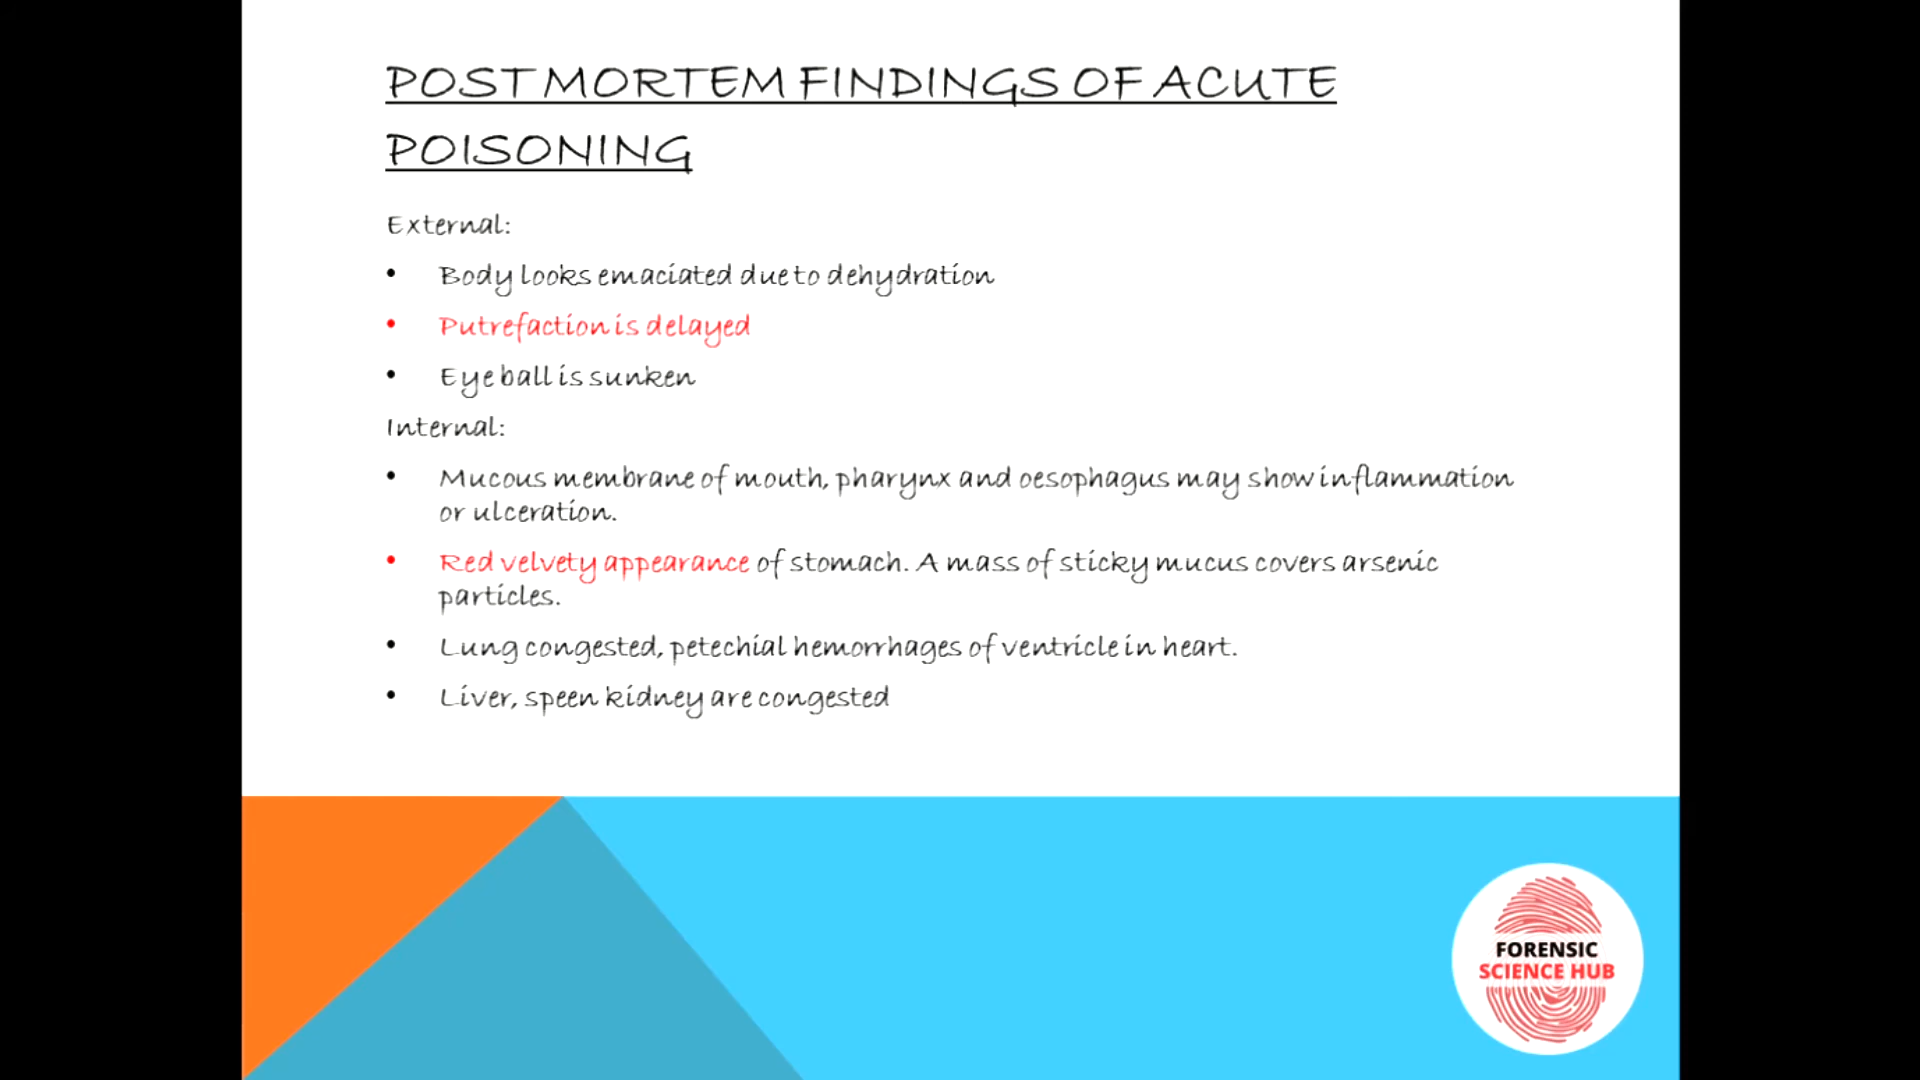 POST MORTEM FINDINGS OF ACUTE
POISONING
External:
• Body looks emaciated due to dehydration
• Putrefaction is delayed
• Eye ball is sunken
Internal:
• Mucous membrane of mouth, pharynx and oesophagus may show inflammation
or ulceration.
• Red velvety appearance of stomach. A mass of sticky mucus covers arsenic
particles.
• Lung congested, petechial hemorrhages of ventricle in heart.
• Liver, speen kidney are congested
FORENSIC
SCIENCE HUB